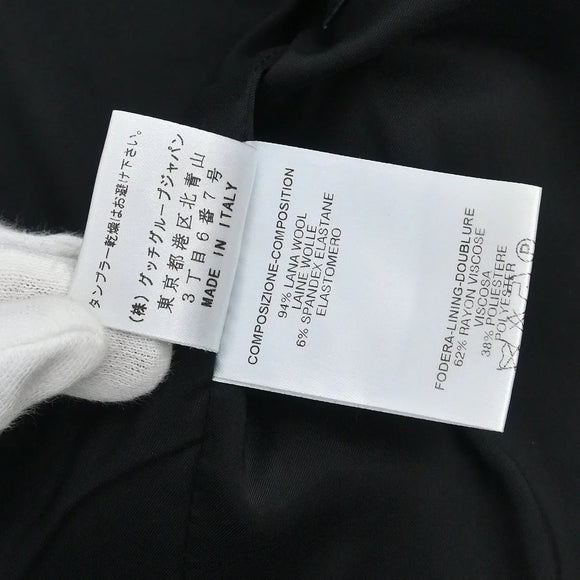 タンブラー乾燥はお避け下さい。
(株)グッチグループジャパン
東京都港区北青山
3丁目6番7号
MADE IN ITALY
COMPOSIZIONE-COMPOSITION
94% LANA WOOL
LAINE WOLLE
6% SPANDEX ELASTANE
ELASTOMERO
FODERA-LINING-DOUBLURE
62% RAYON VISCOSE
VISCOSA
38% POLIESTERE
POLYESTER